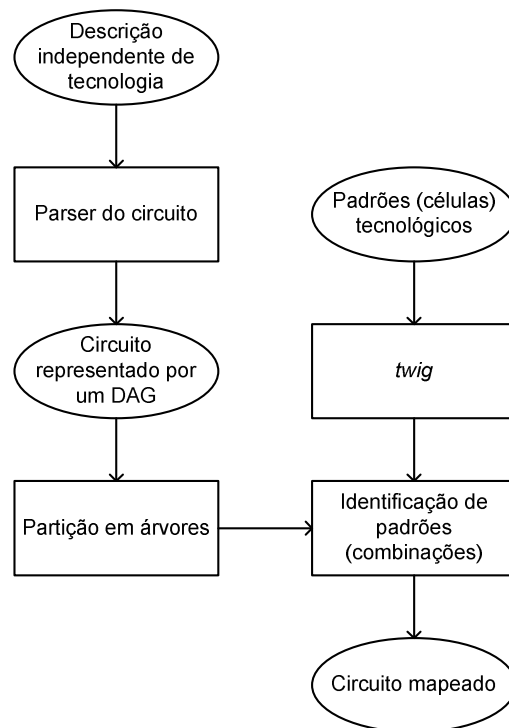 Descrição
independente de
tecnologia
Parser do circuito
Padrões (células)
tecnológicos
Circuito
representado por
um DAG
twig
Partição em árvores
Identificação de
padrões
(combinações)
Circuito mapeado